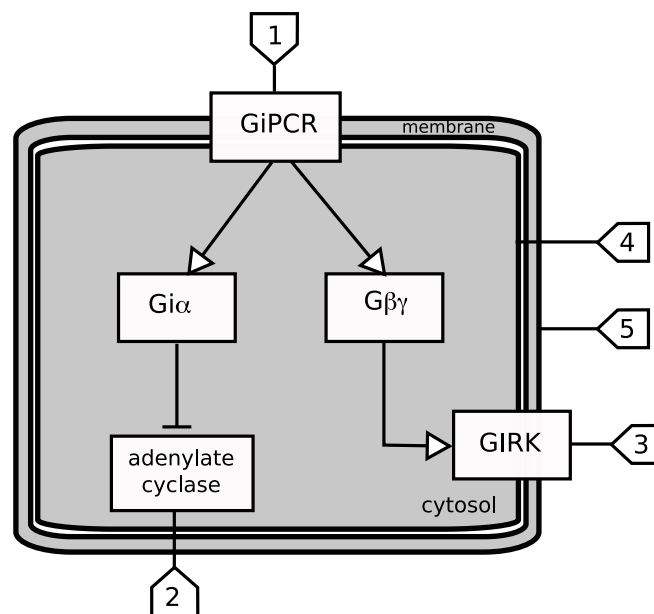 1
GiPCR
membrane
4
Giα
Gβγ
5
GIRK
3
adenylate
cyclase
cytosol
2